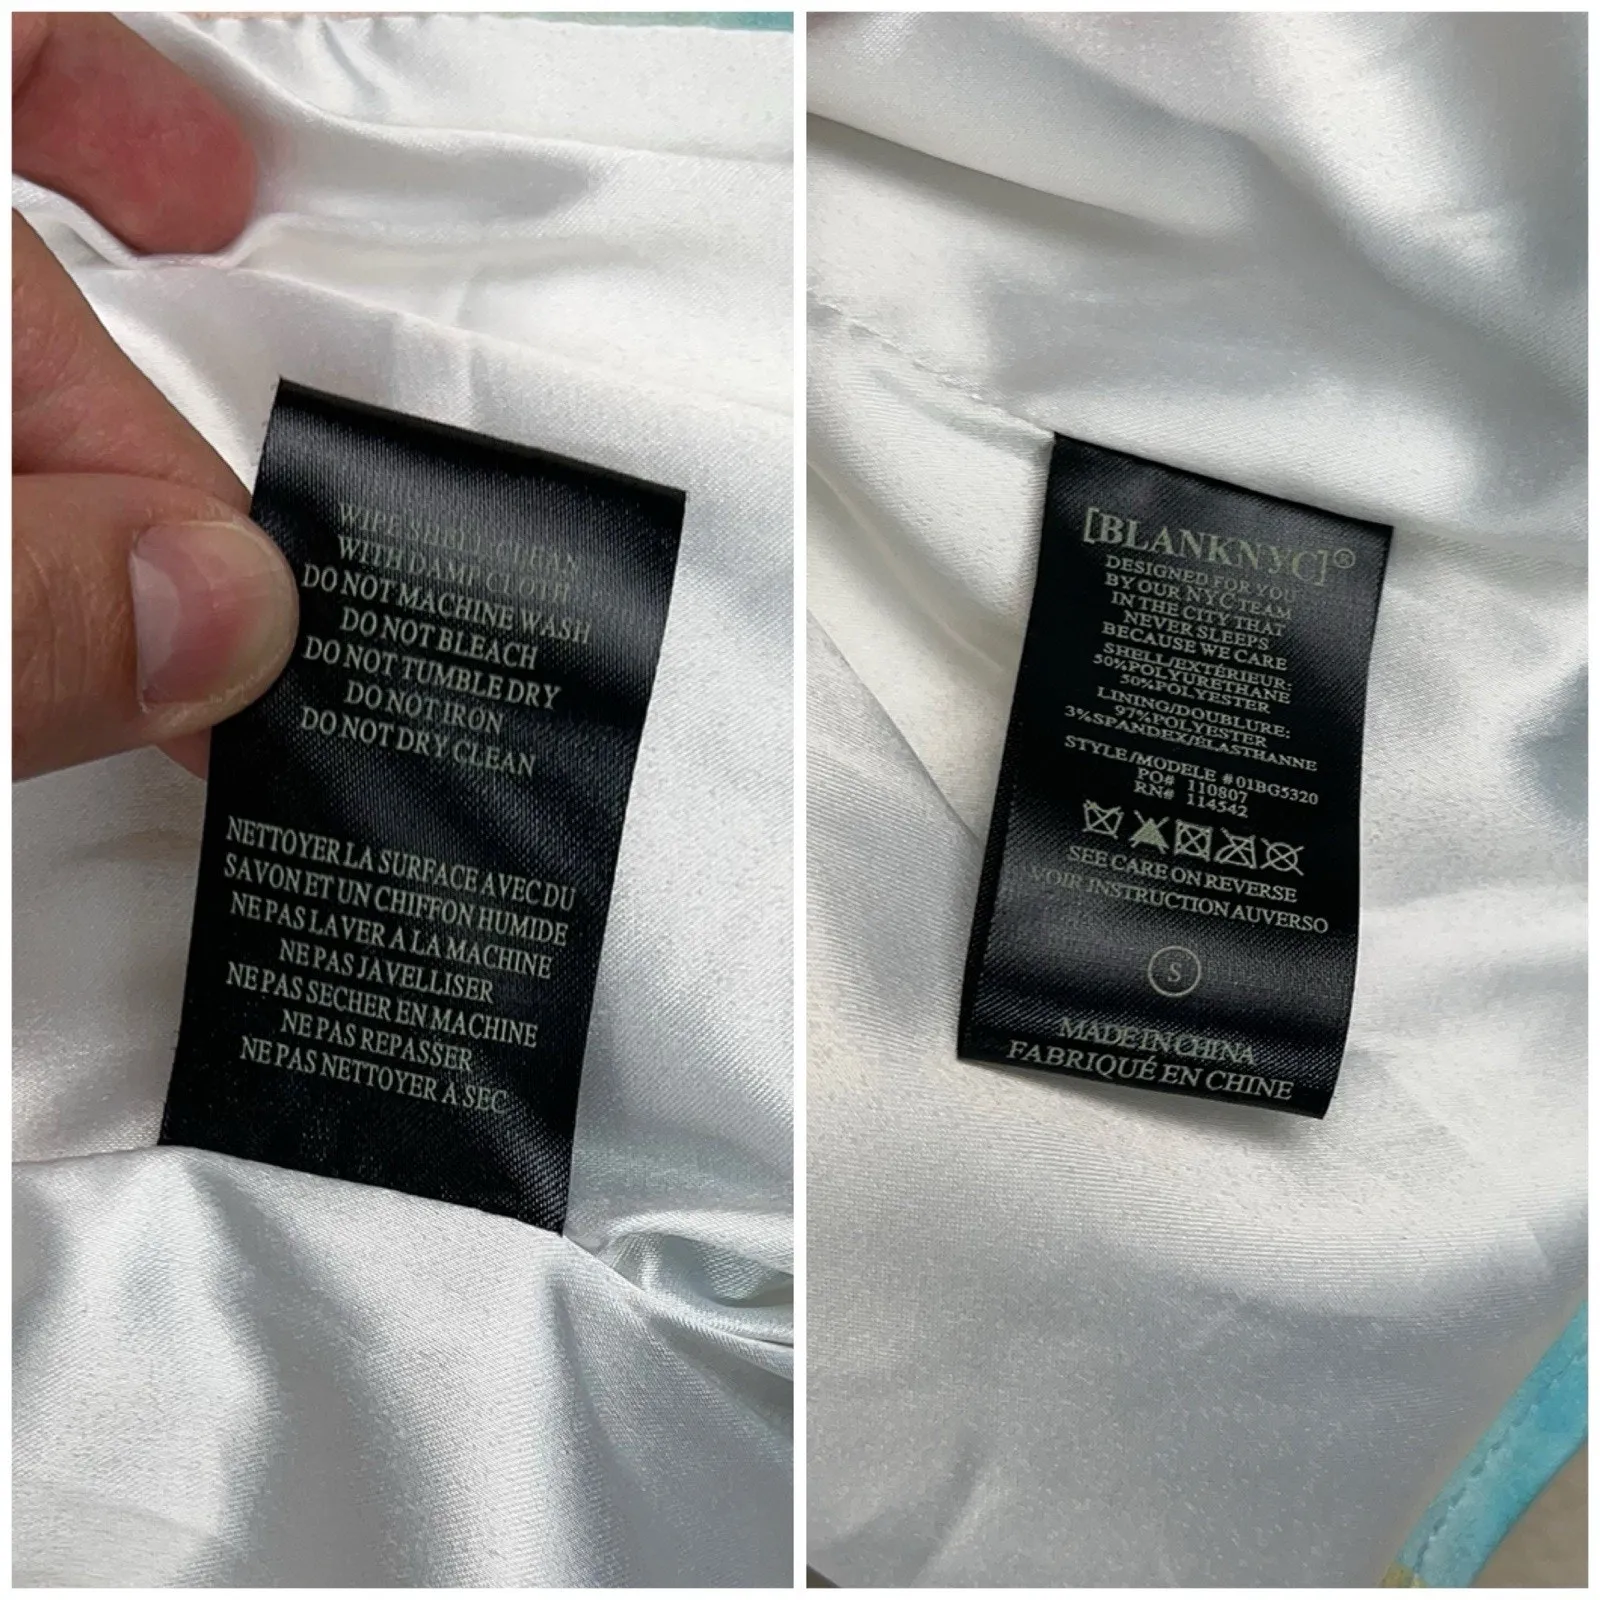 WIPE SHELL CLEAN
WITH DAMP CLOTH
DO NOT MACHINE WASH
DO NOT BLEACH
DO NOT TUMBLE DRY
DO NOT IRON
DO NOT DRY CLEAN
NETTOYER LA SURFACE AVEC DU
SAVON ET UN CHIFFON HUMIDE
NE PAS LAVER A LA MACHINE
NE PAS JAVELLISER
NE PAS SECHER EN MACHINE
NE PAS REPASSER
NE PAS NETTOYER A SEC
[BLANKNYC]®
DESIGNED FOR YOU
BY OUR NYC TEAM
IN THE CITY THAT
NEVER SLEEPS
BECAUSE WE CARE
SHELL/EXTÉRIEUR:
50%POLYURETHANE
50%POLYESTER
LINING/DOUBLURE:
97%POLYESTER
3%SPANDEX/ÉLASTHANNE
STYLE/MODELE #01BG5320
PO# 110807
RN# 114542
SEE CARE ON REVERSE
VOIR INSTRUCTION AU VERSO
S
MADE IN CHINA
FABRIQUÉ EN CHINE